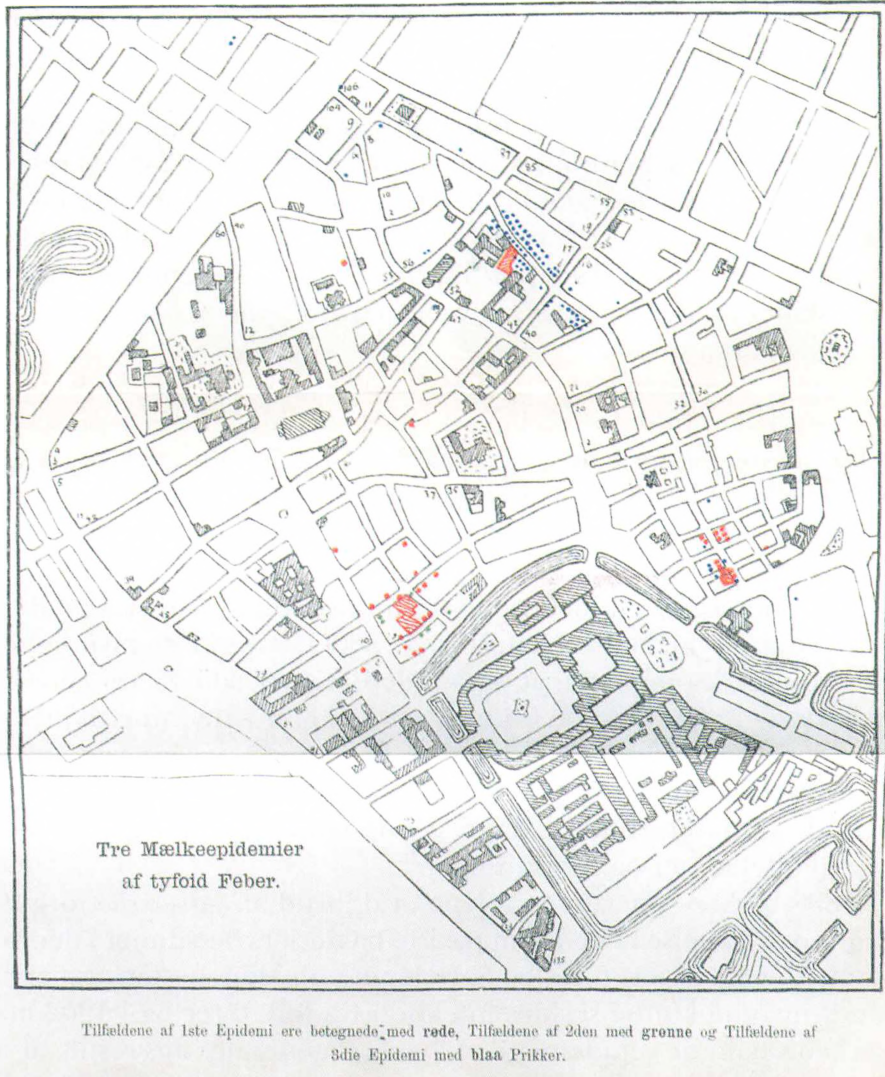 Tre Mælkeepidemier
af tyfoid Feber.
Tilfældene af 1ste Epidemi ere betegnede med røde, Tilfældene af 2den med grønne og Tilfældene af
3die Epidemi med blaa Prikker.